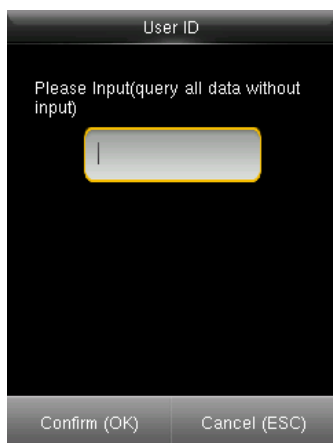 User ID
Please Input(query all data without
input)
Confirm (OK)
Cancel (ESC)